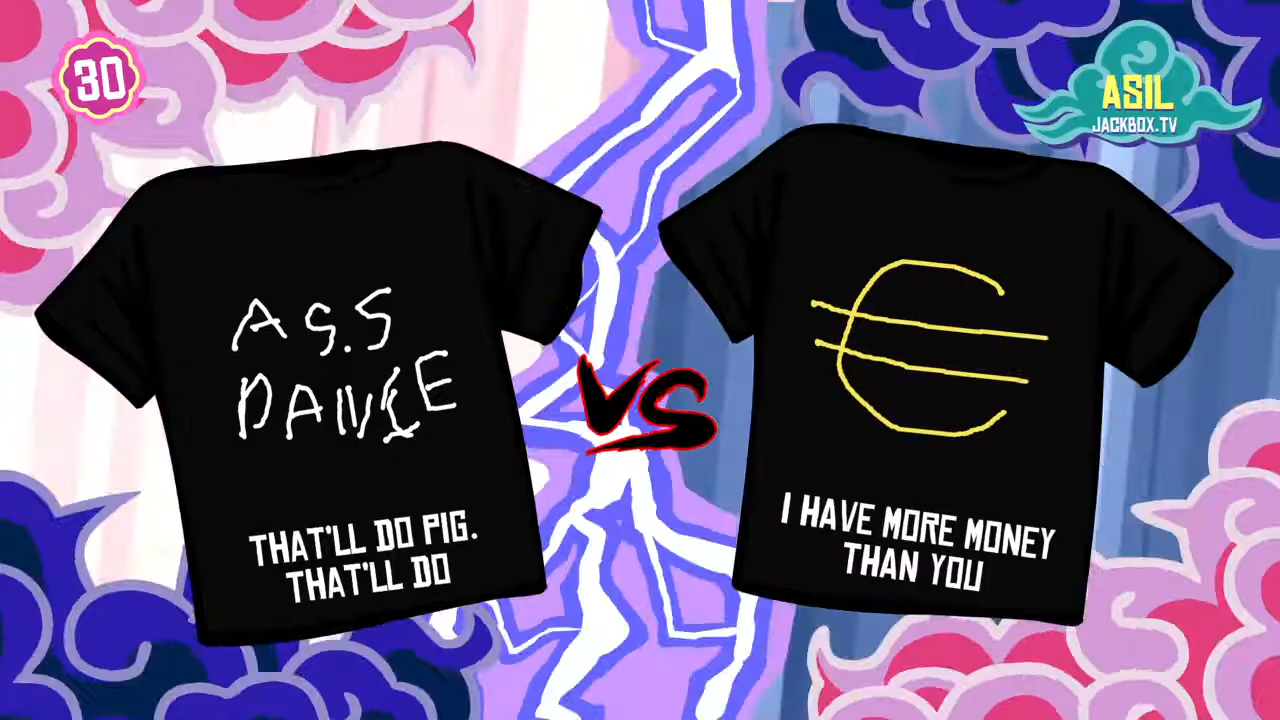 30
ASIL
JACKBOX.TV
ASS
DANCE
THAT'LL DO PIG.
THAT'LL DO
VS
€
I HAVE MORE MONEY
THAN YOU